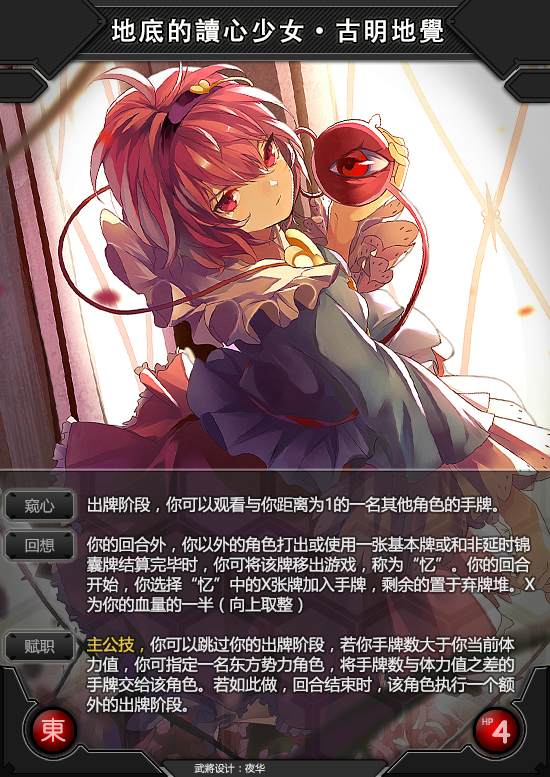 地底的讀心少女·古明地覺
窺心
出牌阶段，你可以观看与你距离为1的一名其他角色的手牌。
回想
你的回合外，你以外的角色打出或使用一张基本牌或和非延时锦
囊牌结算完毕时，你可将该牌移出游戏，称为“忆”。你的回合
开始，你选择“忆”中的X张牌加入手牌，剩余的置于弃牌堆。X
为你的血量的一半（向上取整）
赋职
主公技，你可以跳过你的出牌阶段，若你手牌数大于你当前体
力值，你可指定一名东方势力角色，将手牌数与体力值之差的
手牌交给该角色。若如此做，回合结束时，该角色执行一个额
外的出牌阶段。
東
HP 4
武將设计：夜华